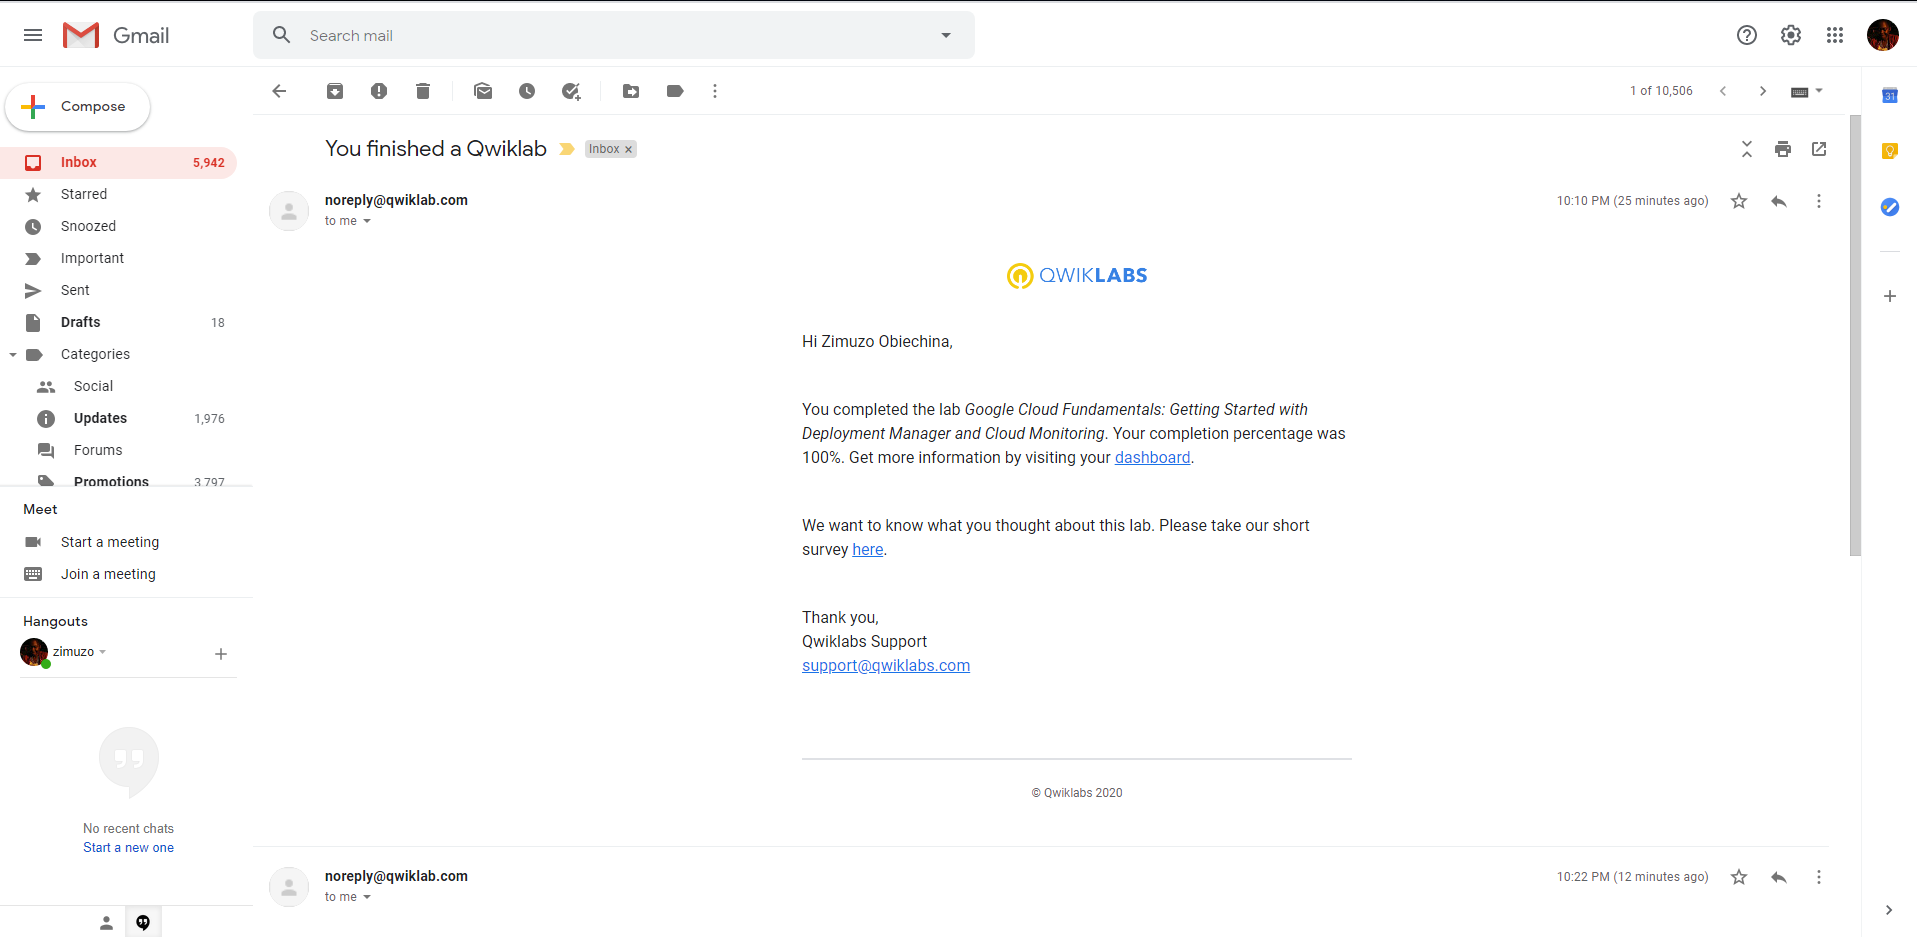 Gmail
Search mail
Compose
1 of 10,506
Inbox 5,942
Starred
Snoozed
Important
Sent
Drafts 18
Categories
Social
Updates 1,976
Forums
Promotions 3,797
Meet
Start a meeting
Join a meeting
Hangouts
zimuzo
No recent chats
Start a new one
You finished a Qwiklab
Inbox x
noreply@qwiklab.com
10:10 PM (25 minutes ago)
to me
QWIKLABS
Hi Zimuzo Obiechina,
You completed the lab Google Cloud Fundamentals: Getting Started with
Deployment Manager and Cloud Monitoring. Your completion percentage was
100%. Get more information by visiting your dashboard.
We want to know what you thought about this lab. Please take our short
survey here.
Thank you,
Qwiklabs Support
support@qwiklabs.com
© Qwiklabs 2020
noreply@qwiklab.com
10:22 PM (12 minutes ago)
to me
31